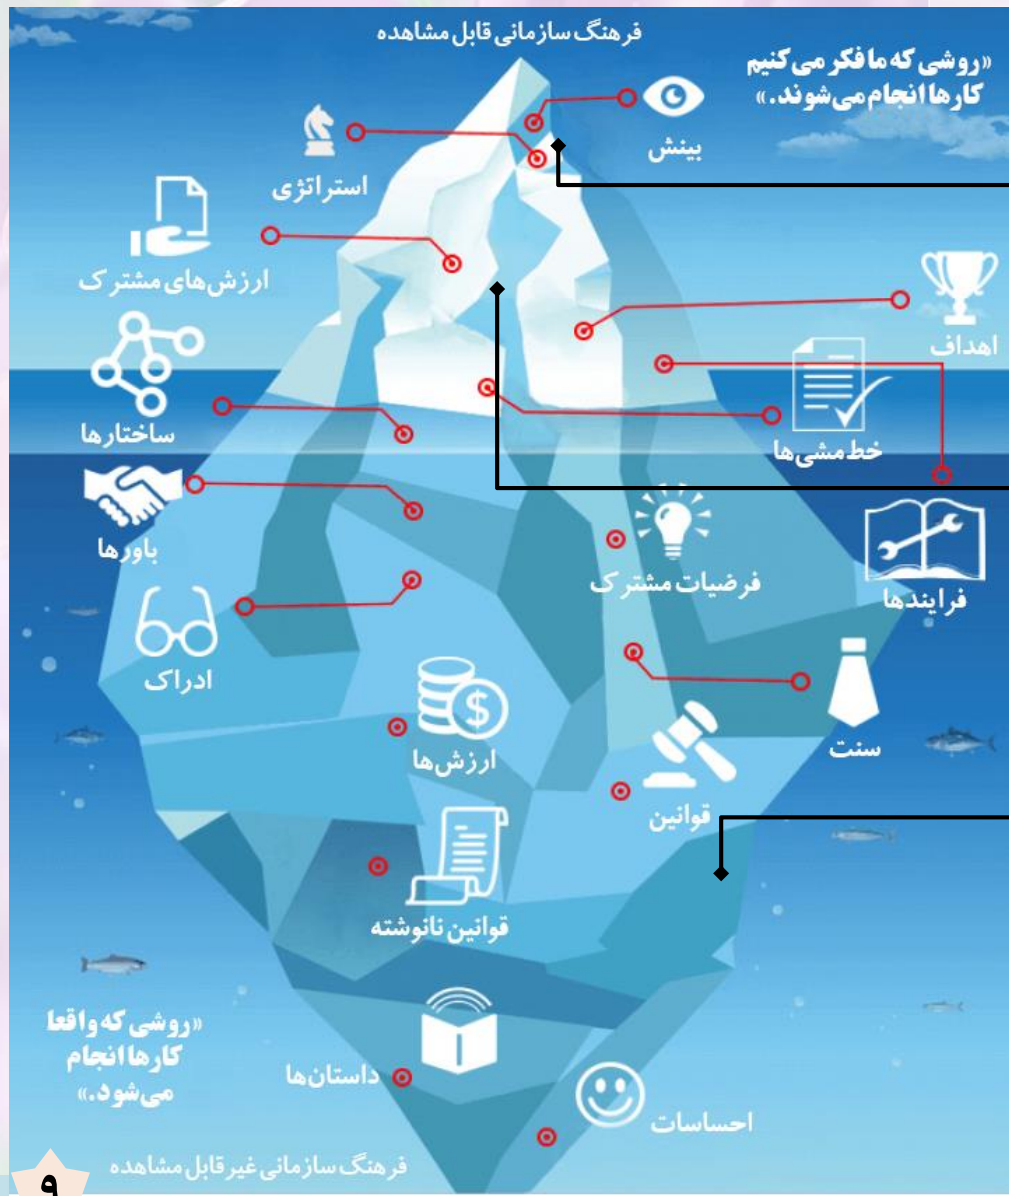 فرهنگ سازمانی قابل مشاهده
«روشی که ما فکر می‌کنیم
کارها انجام می‌شوند.»
بینش
استراتژی
ارزش‌های مشترک
اهداف
ساختارها
خط‌مشی‌ها
باورها
فرضیات مشترک
فرایندها
ادراک
سنت
ارزش‌ها
قوانین
قوانین نانوشته
«روشی که واقعا
کارها انجام
می‌شود.»
داستان‌ها
احساسات
فرهنگ سازمانی غیر قابل مشاهده
۹
$